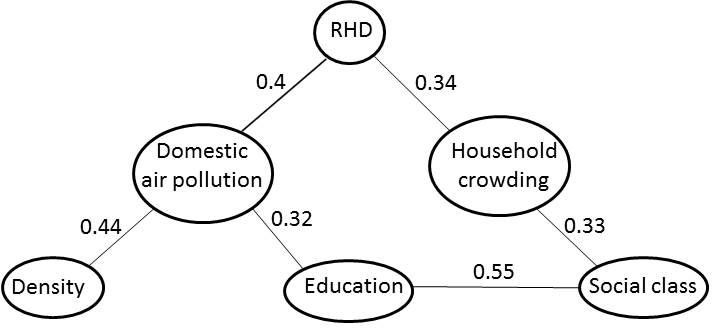 RHD
0.4
0.34
Domestic
air pollution
Household
crowding
0.44
0.32
0.33
Density
Education
0.55
Social class